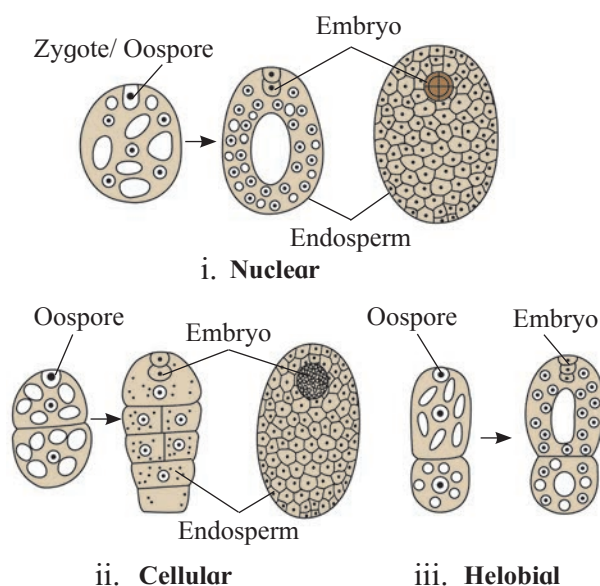 Embryo
Zygote/ Oospore
Endosperm
i. Nuclear
Oospore
Embryo
Oospore
Embryo
Endosperm
ii. Cellular
iii. Helobial